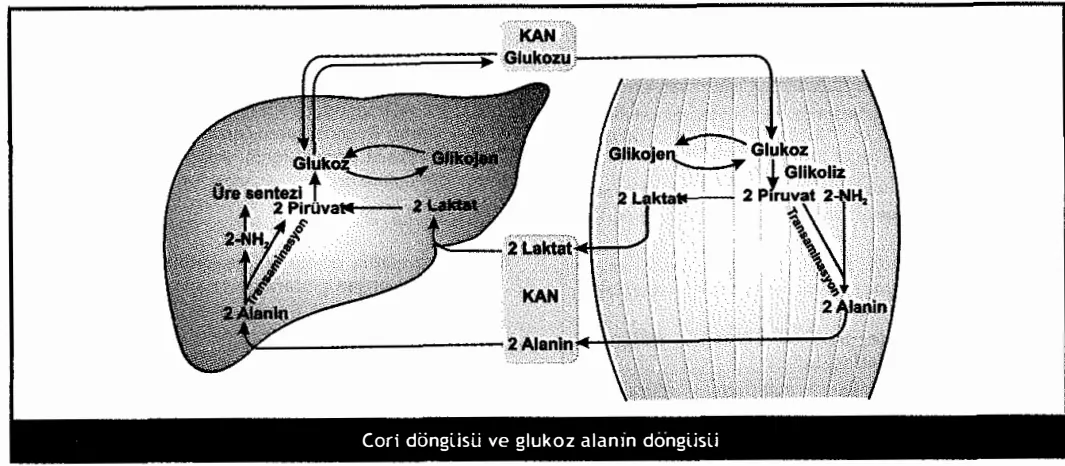 KAN
Glukozu
Glukoz
Glikojen
Üre sentezi
2 Pirüvat
2 Laktat
2-NH₂
Transaminasyon
2 Alanin
Glikojen
Glukoz
Glikoliz
2 Laktat
2 Piruvat
2-NH₂
Transaminasyon
2 Alanin
2 Laktat
KAN
2 Alanin
Cori döngüsü ve glukoz alanin döngüsü